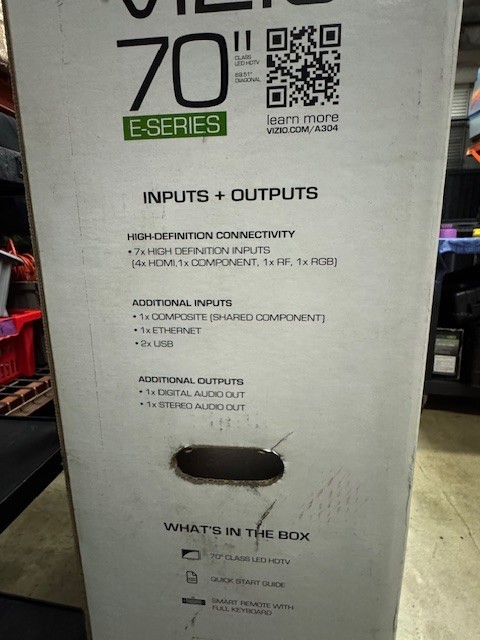 VIZIO
70"
CLASS
LED HDTV
69.51"
DIAGONAL
E-SERIES
learn more
VIZIO.COM/A304
INPUTS + OUTPUTS
HIGH-DEFINITION CONNECTIVITY
• 7x HIGH DEFINITION INPUTS
(4x HDMI,1x COMPONENT, 1x RF, 1x RGB)
ADDITIONAL INPUTS
• 1x COMPOSITE (SHARED COMPONENT)
• 1x ETHERNET
• 2x USB
ADDITIONAL OUTPUTS
• 1x DIGITAL AUDIO OUT
• 1x STEREO AUDIO OUT
WHAT'S IN THE BOX
70" CLASS LED HDTV
QUICK START GUIDE
SMART REMOTE WITH
FULL KEYBOARD